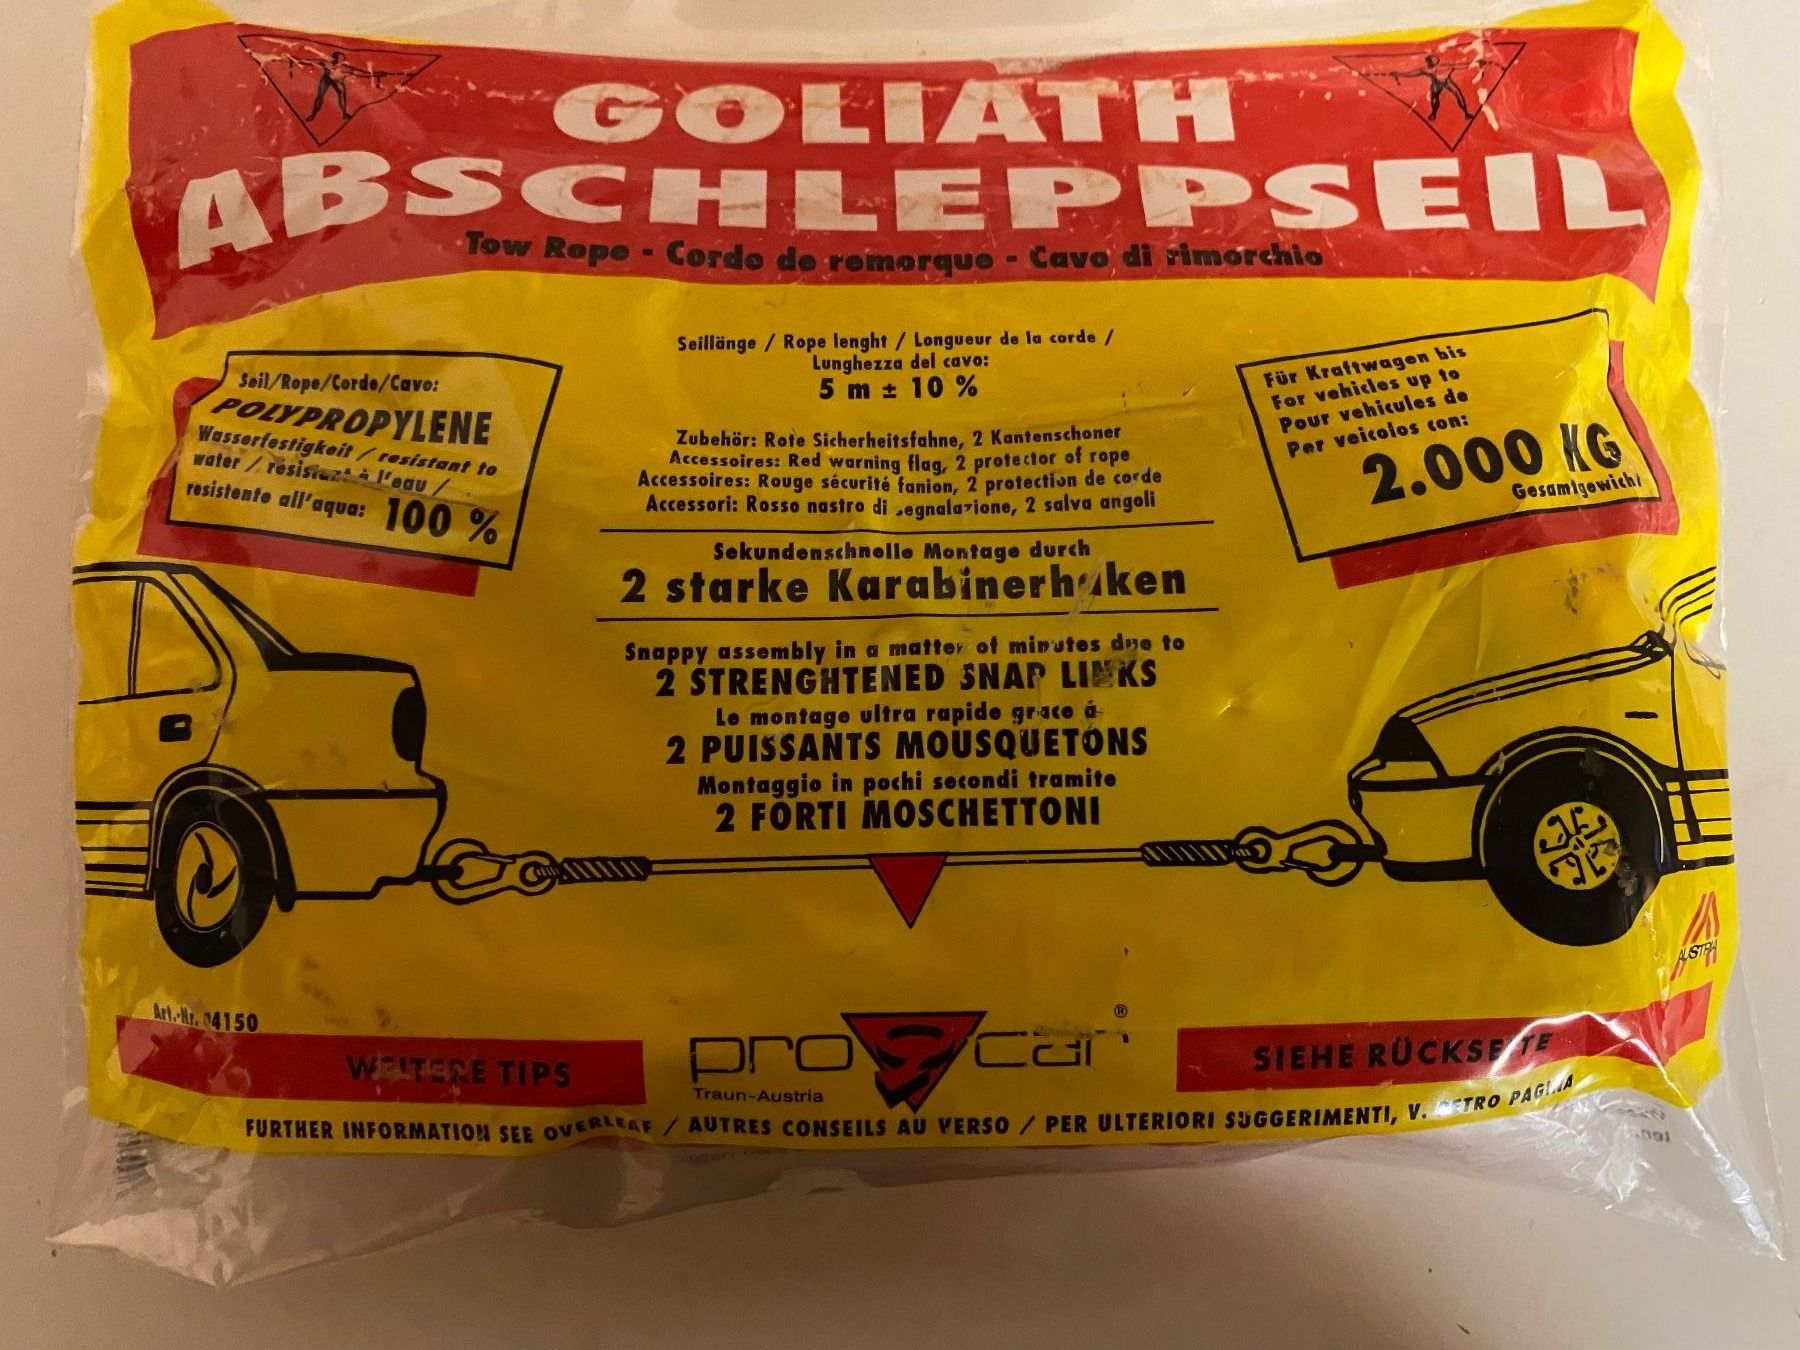 GOLIATH
ABSCHLEPPSEIL
Tow Rope - Corde de remorque - Cavo di rimorchio
Seillänge / Rope lenght / Longueur de la corde /
Lunghezza del cavo:
5 m ± 10 %
Seil/Rope/Corde/Cavo:
POLYPROPYLENE
Wasserfestigkeit / resistant to
water / resistant à l'eau /
resistente all'aqua: 100 %
Für Kraftwagen bis
For vehicles up to
Pour vehicules de
Per veicolos con:
2.000 KG
Gesamtgewicht
Zubehör: Rote Sicherheitsfahne, 2 Kantenschoner
Accessoires: Red warning flag, 2 protector of rope
Accessoires: Rouge sécurité fanion, 2 protection de corde
Accessori: Rosso nastro di segnalazione, 2 salva angoli
Sekundenschnelle Montage durch
2 starke Karabinerhaken
Snappy assembly in a matter of minutes due to
2 STRENGHTENED SNAP LINKS
Le montage ultra rapide grace á
2 PUISSANTS MOUSQUETONS
Montaggio in pochi secondi tramite
2 FORTI MOSCHETTONI
AUSTRIA
Art.-Nr. 04150
WEITERE TIPS
pro car ®
Traun-Austria
SIEHE RÜCKSEITE
FURTHER INFORMATION SEE OVERLEAF / AUTRES CONSEILS AU VERSO / PER ULTERIORI SUGGERIMENTI, V. RETRO PAGINA